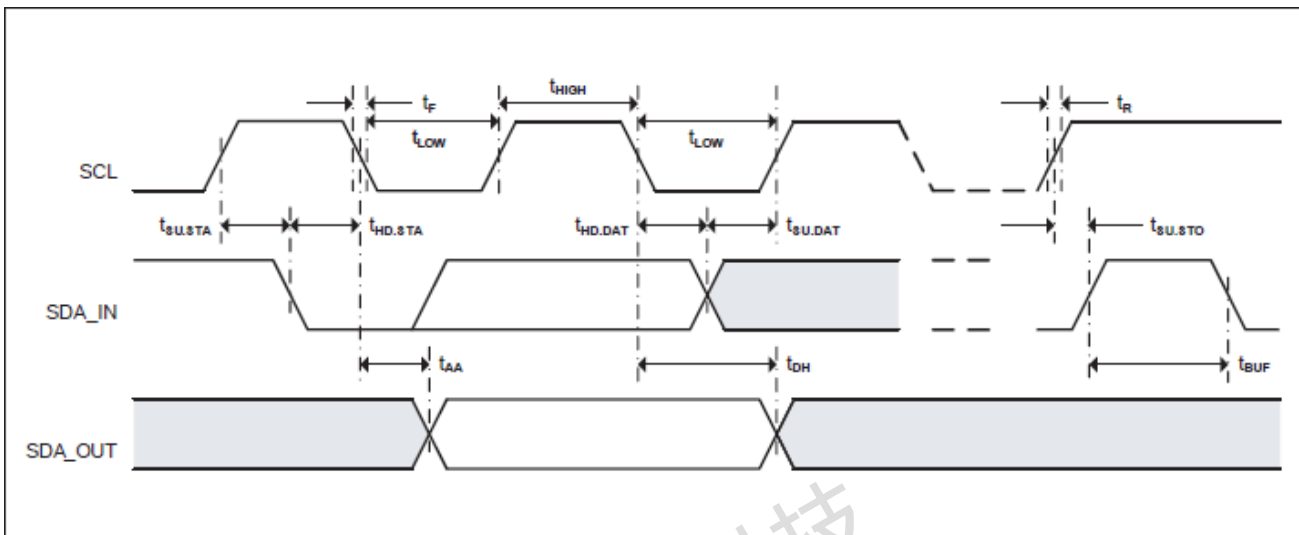 tF
tHIGH
tR
tLOW
tLOW
SCL
tSU.STA
tHD.STA
tHD.DAT
tSU.DAT
tSU.STO
SDA_IN
tAA
tDH
tBUF
SDA_OUT
技